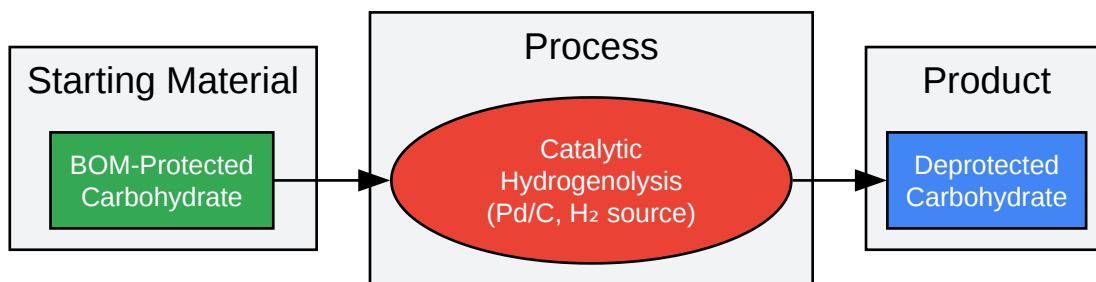 Starting Material
BOM-Protected
Carbohydrate
Process
Catalytic
Hydrogenolysis
(Pd/C, H₂ source)
Product
Deprotected
Carbohydrate